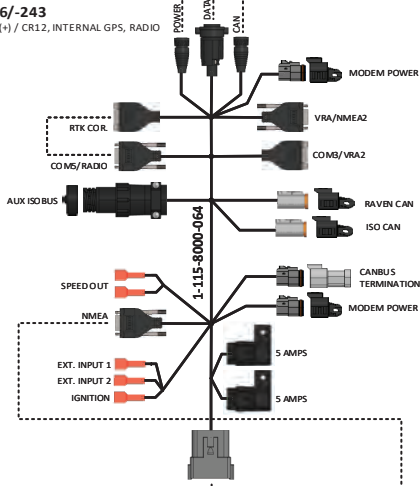 6/-243
(+) / CR12, INTERNAL GPS, RADIO
POWER
DATA
CAN
MODEM POWER
RTK COR.
VRA/NMEA2
COM5/RADIO
COM3/VRA2
AUX ISOBUS
RAVEN CAN
ISO CAN
1-115-8000-064
SPEED OUT
CANBUS
TERMINATION
NMEA
MODEM POWER
EXT. INPUT 1
EXT. INPUT 2
IGNITION
5 AMPS
5 AMPS